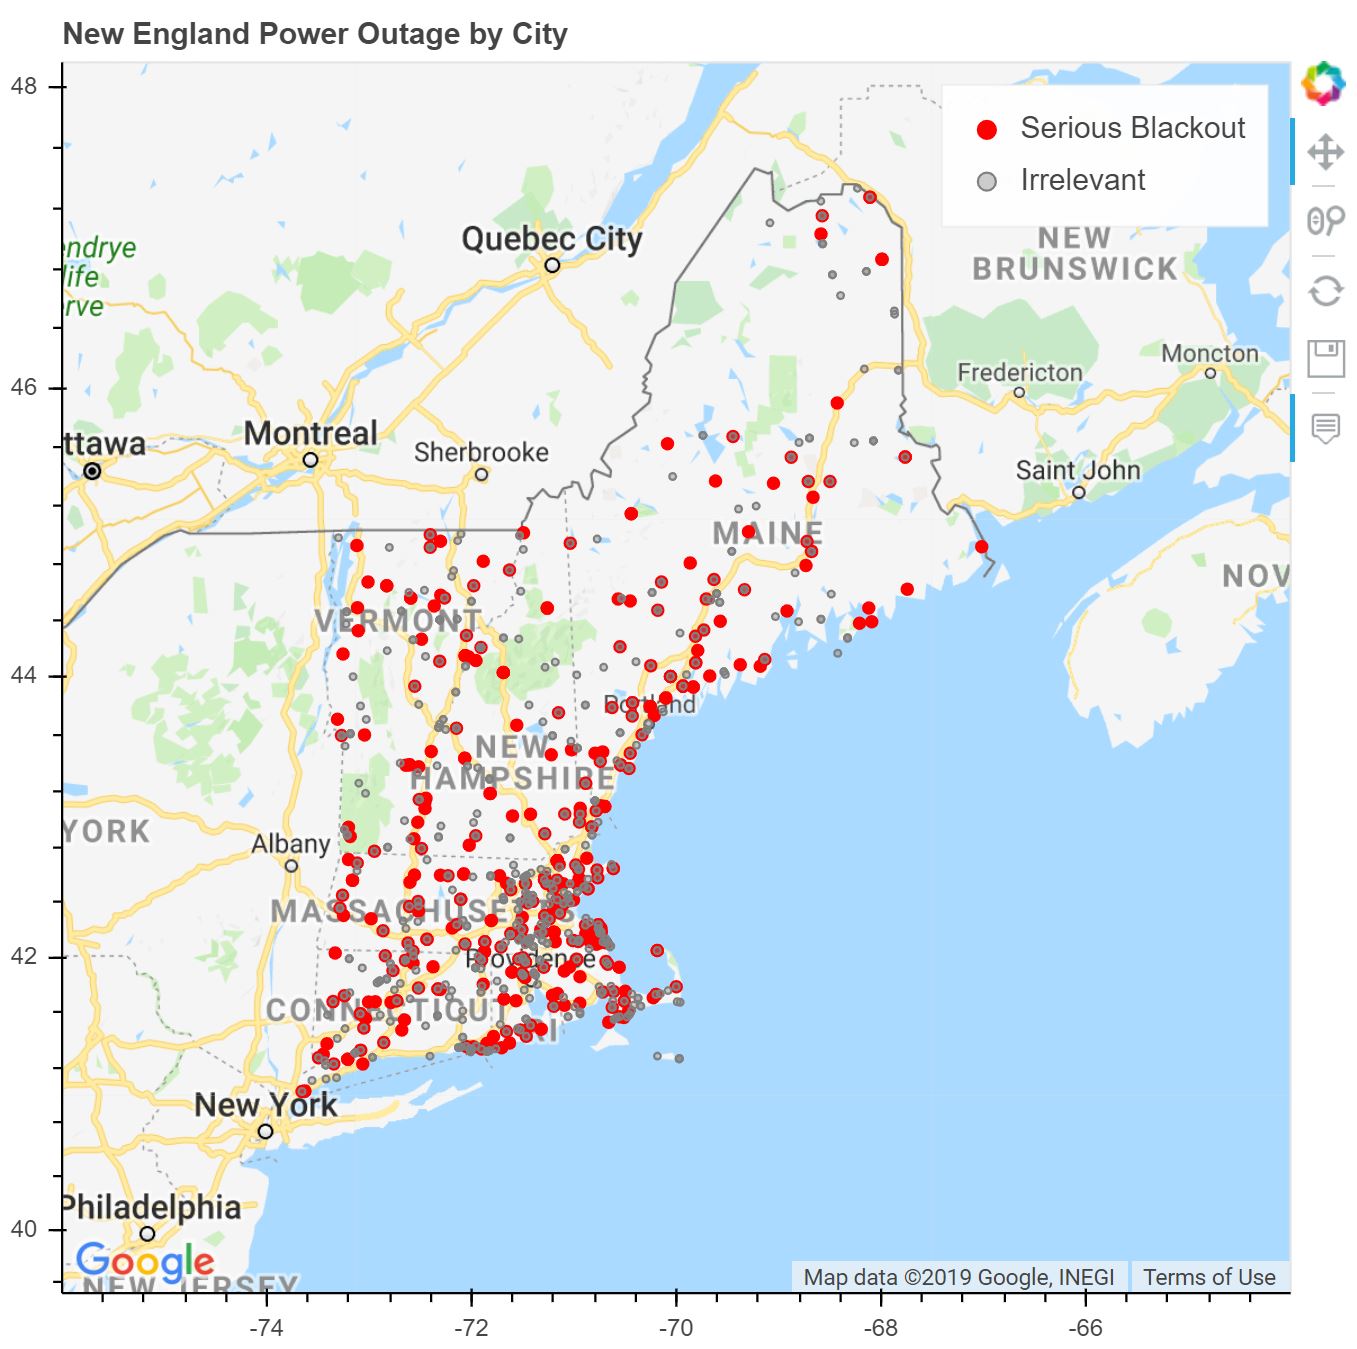 New England Power Outage by City
48
46
44
42
40
-74
-72
-70
-68
-66
Serious Blackout
Irrelevant
endrye
life
rve
Quebec City
NEW
BRUNSWICK
Moncton
Fredericton
ttawa
Montreal
Sherbrooke
Saint John
MAINE
NOV
VERMONT
Portland
NEW
HAMPSHIRE
YORK
Albany
MASSACHUSETTS
Providence
CONNECTICUT
RI
New York
Philadelphia
Google
NEW JERSEY
Map data ©2019 Google, INEGI
Terms of Use